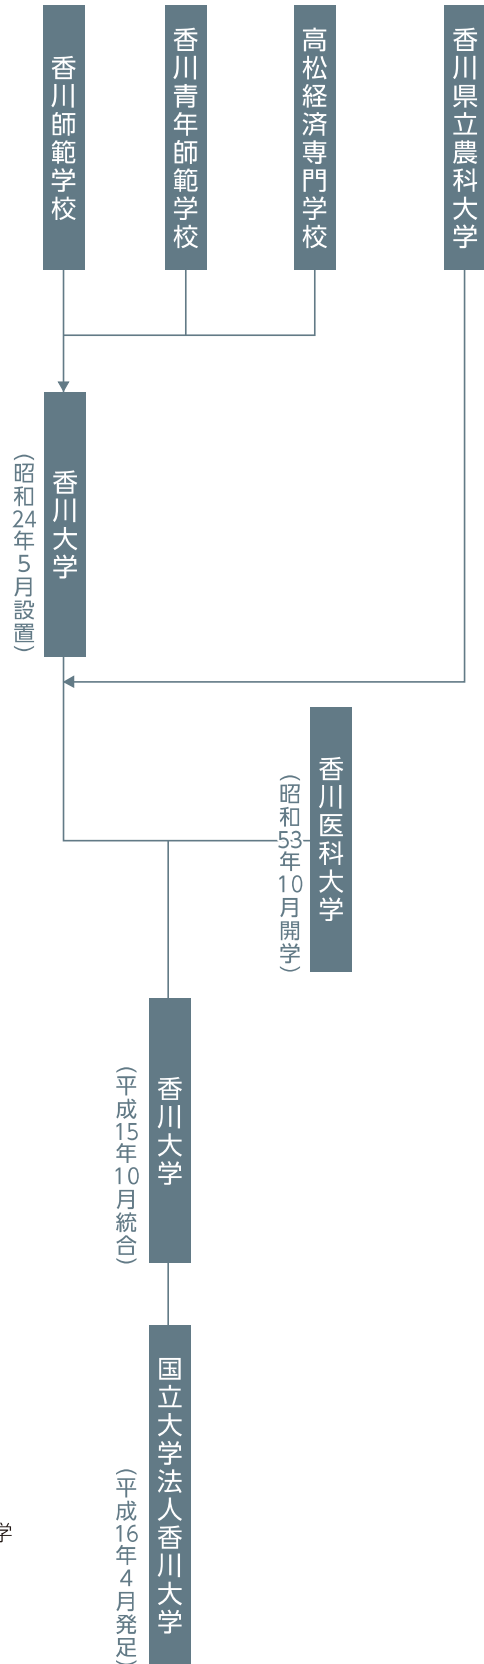 香川師範学校
香川青年師範学校
高松経済専門学校
香川県立農科大学
香川大学
（昭和24年5月設置）
香川医科大学
（昭和53年10月開学）
香川大学
（平成15年10月統合）
国立大学法人香川大学
（平成16年4月発足）
学